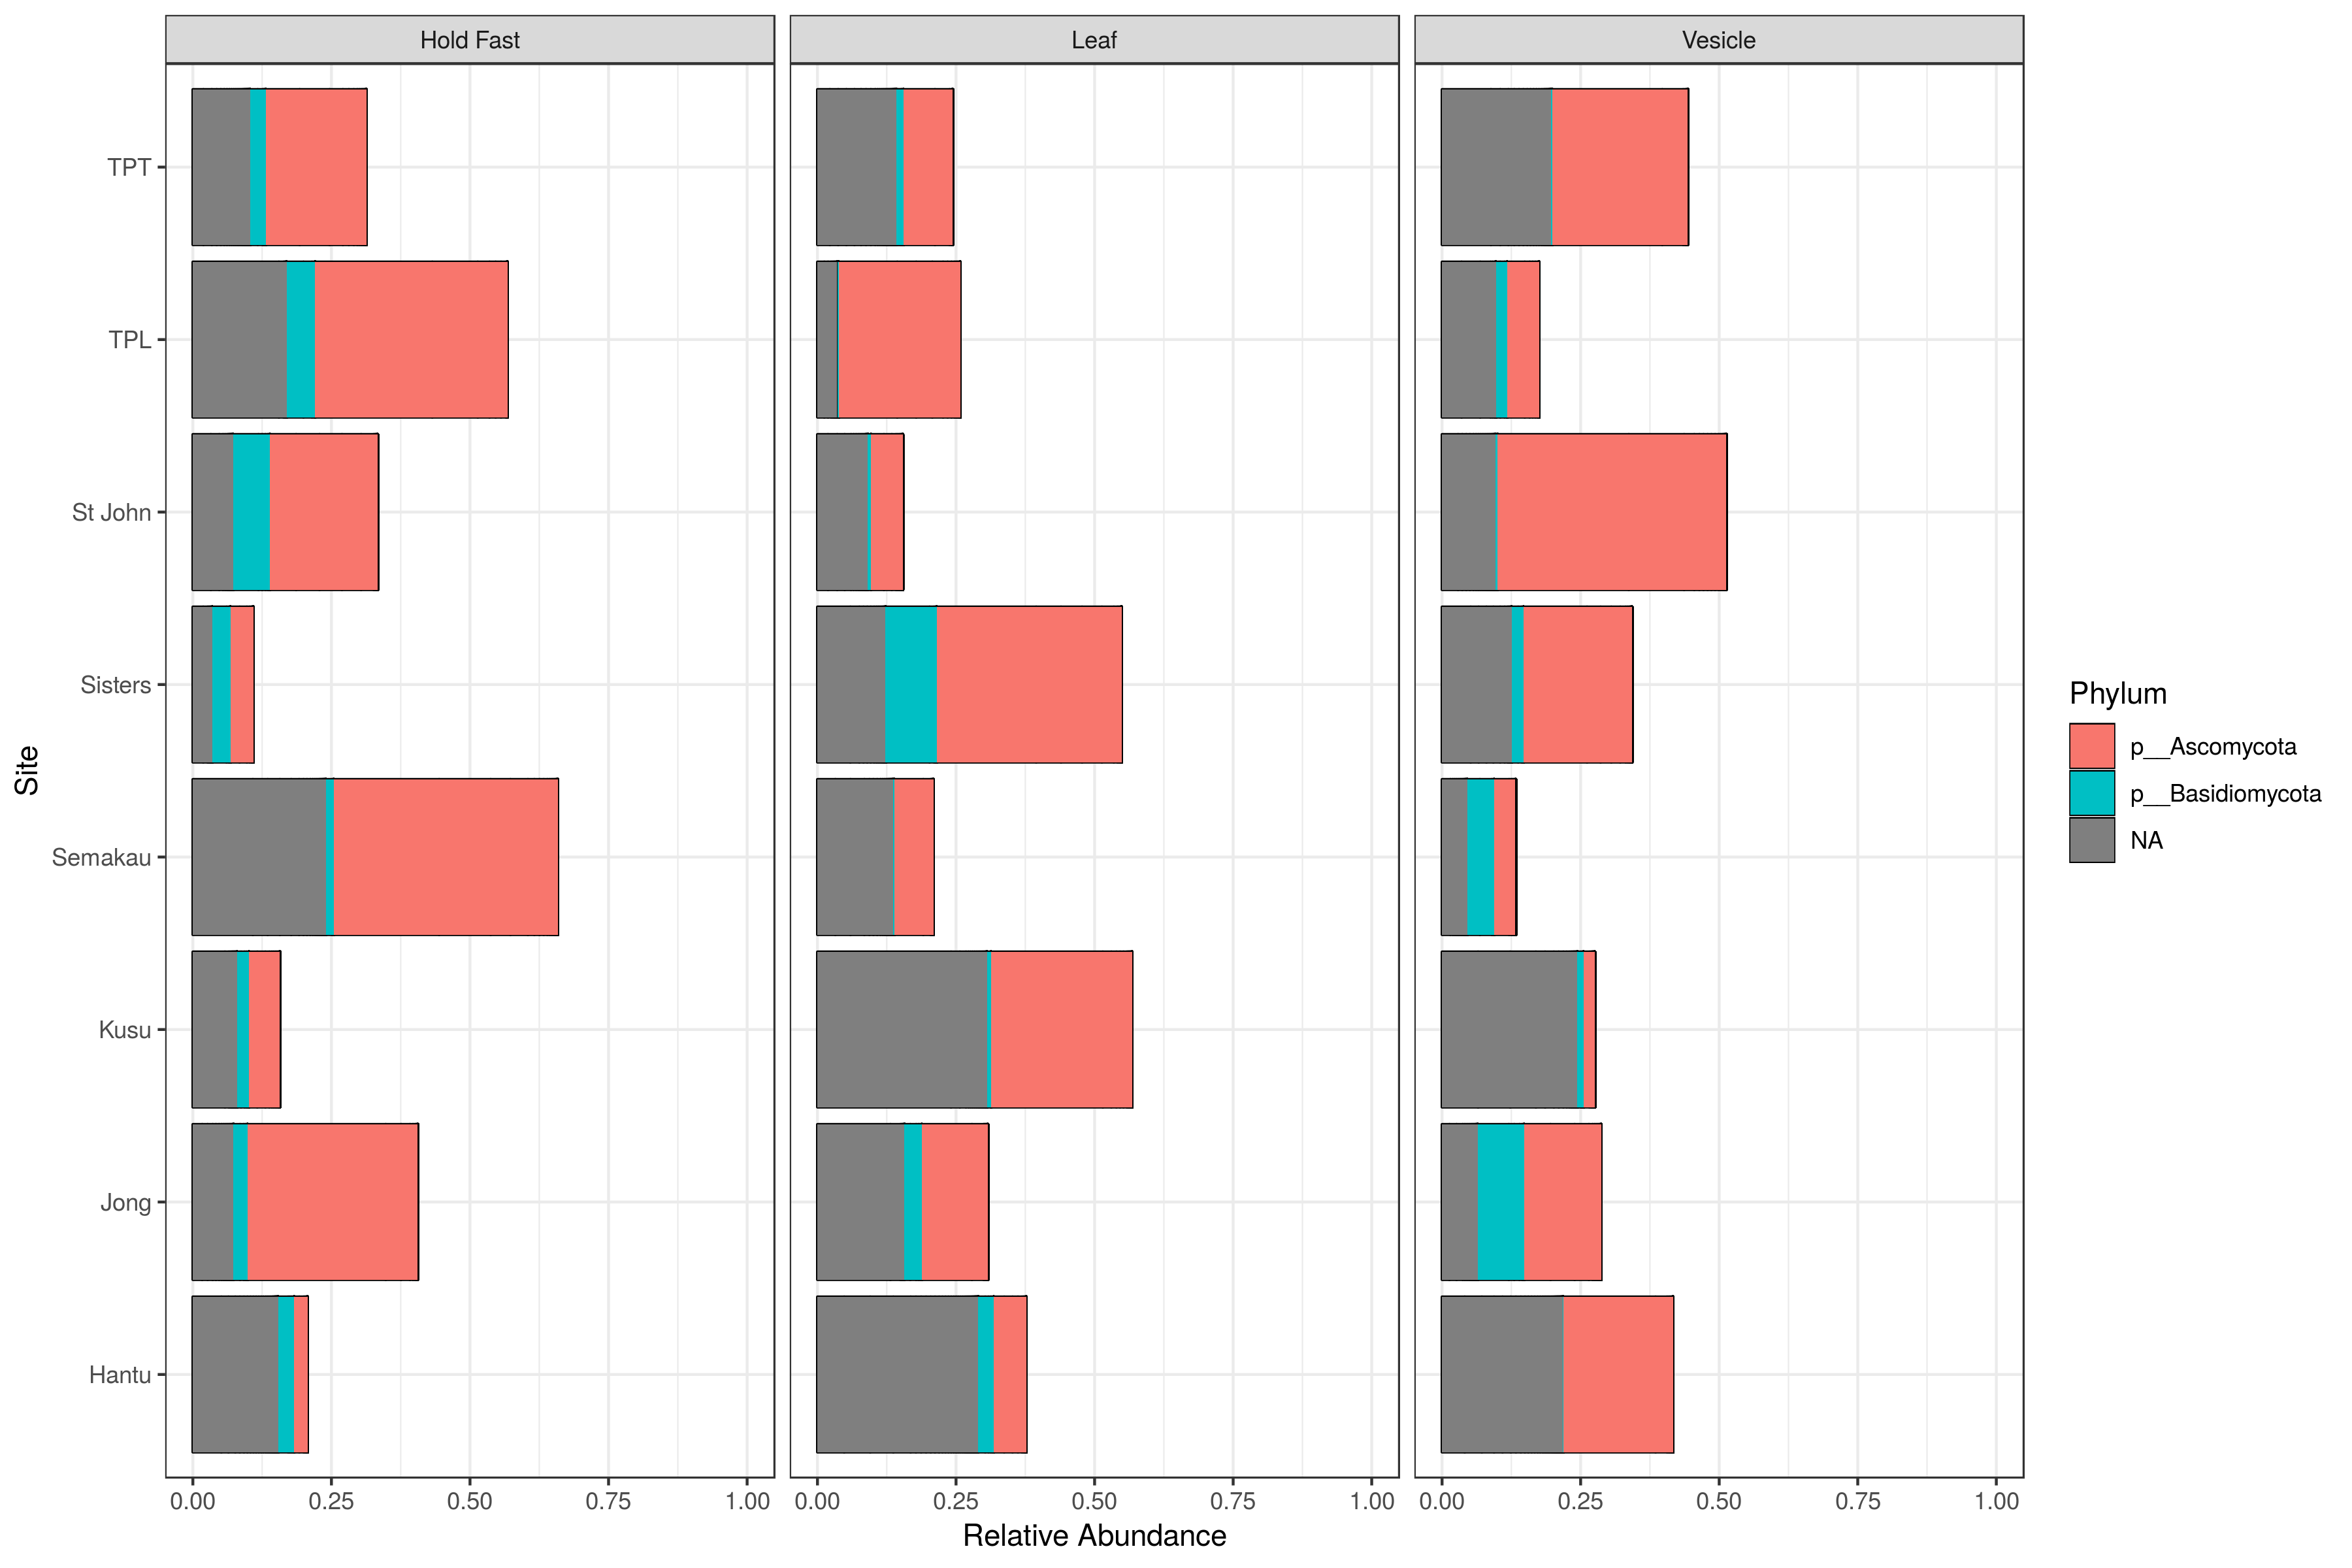 Hold Fast
Leaf
Vesicle
TPT
TPL
St John
Sisters
Semakau
Kusu
Jong
Hantu
Site
0.00 0.25 0.50 0.75 1.00
0.00 0.25 0.50 0.75 1.00
0.00 0.25 0.50 0.75 1.00
Relative Abundance
Phylum
p__Ascomycota
p__Basidiomycota
NA